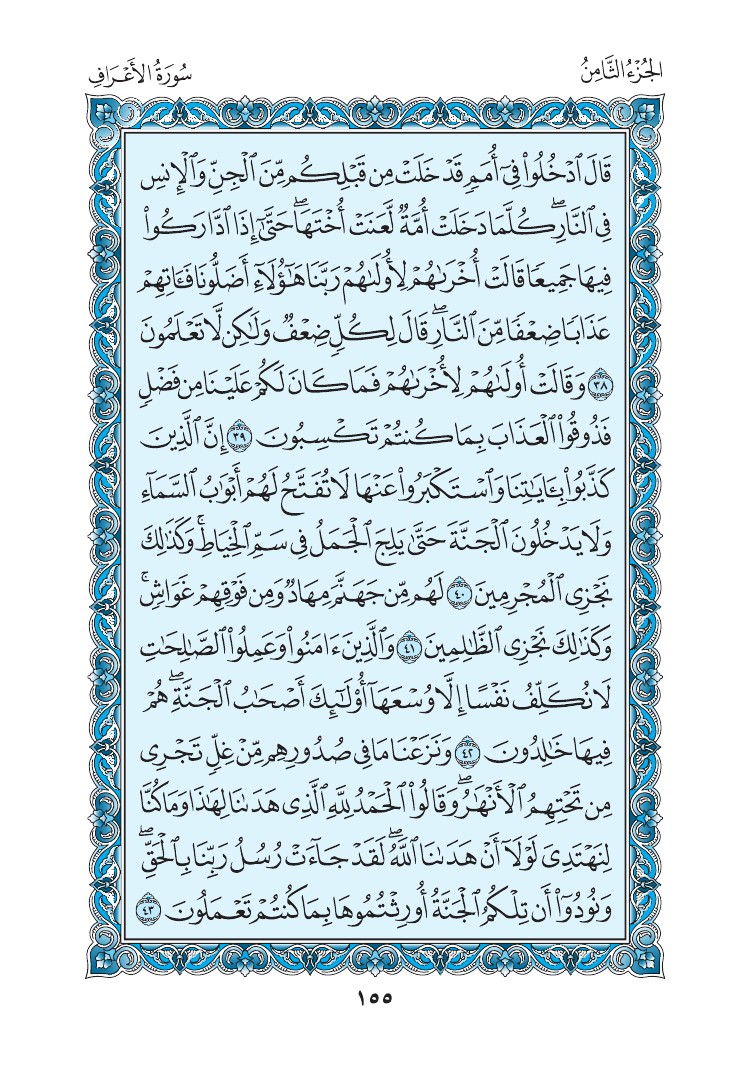 الجُزْءُ الثَّامِنُ
سُورَةُ الأَعْرَافِ
قَالَ ٱدْخُلُوا۟ فِىٓ أُمَمٍ قَدْ خَلَتْ مِن قَبْلِكُم مِّنَ ٱلْجِنِّ وَٱلْإِنسِ
فِى ٱلنَّارِ ۖ كُلَّمَا دَخَلَتْ أُمَّةٌ لَّعَنَتْ أُخْتَهَا ۖ حَتَّىٰٓ إِذَا ٱدَّارَكُوا۟
فِيهَا جَمِيعًا قَالَتْ أُخْرَىٰهُمْ لِأُولَىٰهُمْ رَبَّنَا هَـٰٓؤُلَآءِ أَضَلُّونَا فَـَٔاتِهِمْ
عَذَابًا ضِعْفًا مِّنَ ٱلنَّارِ ۖ قَالَ لِكُلٍّ ضِعْفٌ وَلَـٰكِن لَّا تَعْلَمُونَ
٣٨ وَقَالَتْ أُولَىٰهُمْ لِأُخْرَىٰهُمْ فَمَا كَانَ لَكُمْ عَلَيْنَا مِن فَضْلٍ
فَذُوقُوا۟ ٱلْعَذَابَ بِمَا كُنتُمْ تَكْسِبُونَ ٣٩ إِنَّ ٱلَّذِينَ
كَذَّبُوا۟ بِـَٔايَـٰتِنَا وَٱسْتَكْبَرُوا۟ عَنْهَا لَا تُفَتَّحُ لَهُمْ أَبْوَٰبُ ٱلسَّمَآءِ
وَلَا يَدْخُلُونَ ٱلْجَنَّةَ حَتَّىٰ يَلِجَ ٱلْجَمَلُ فِى سَمِّ ٱلْخِيَاطِ ۚ وَكَذَٰلِكَ
نَجْزِى ٱلْمُجْرِمِينَ ٤٠ لَهُم مِّن جَهَنَّمَ مِهَادٌ وَمِن فَوْقِهِمْ غَوَاشٍ ۚ
وَكَذَٰلِكَ نَجْزِى ٱلظَّـٰلِمِينَ ٤١ وَٱلَّذِينَ ءَامَنُوا۟ وَعَمِلُوا۟ ٱلصَّـٰلِحَـٰتِ
لَا نُكَلِّفُ نَفْسًا إِلَّا وُسْعَهَآ أُو۟لَـٰٓئِكَ أَصْحَـٰبُ ٱلْجَنَّةِ ۖ هُمْ
فِيهَا خَـٰلِدُونَ ٤٢ وَنَزَعْنَا مَا فِى صُدُورِهِم مِّنْ غِلٍّ تَجْرِى
مِن تَحْتِهِمُ ٱلْأَنْهَـٰرُ ۖ وَقَالُوا۟ ٱلْحَمْدُ لِلَّهِ ٱلَّذِى هَدَىٰنَا لِهَـٰذَا وَمَا كُنَّا
لِنَهْتَدِىَ لَوْلَآ أَنْ هَدَىٰنَا ٱللَّهُ ۖ لَقَدْ جَآءَتْ رُسُلُ رَبِّنَا بِٱلْحَقِّ ۖ
وَنُودُوٓا۟ أَن تِلْكُمُ ٱلْجَنَّةُ أُورِثْتُمُوهَا بِمَا كُنتُمْ تَعْمَلُونَ ٤٣
١٥٥